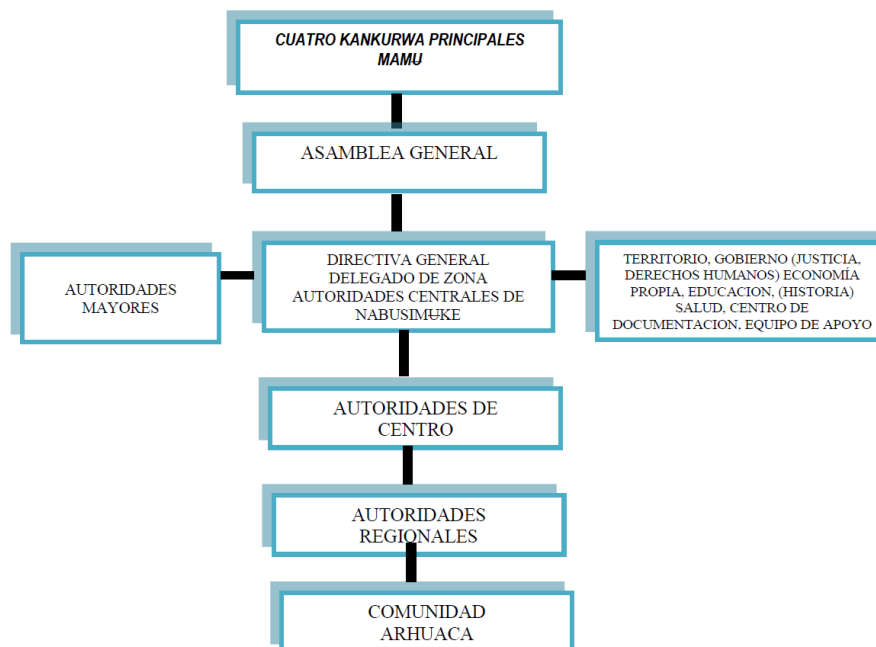 CUATRO KANKURWA PRINCIPALES
MAMʉ
ASAMBLEA GENERAL
AUTORIDADES
MAYORES
DIRECTIVA GENERAL
DELEGADO DE ZONA
AUTORIDADES CENTRALES DE
NABUSIMɄKE
TERRITORIO, GOBIERNO (JUSTICIA,
DERECHOS HUMANOS) ECONOMÍA
PROPIA, EDUCACION, (HISTORIA)
SALUD, CENTRO DE
DOCUMENTACION, EQUIPO DE APOYO
AUTORIDADES DE
CENTRO
AUTORIDADES
REGIONALES
COMUNIDAD
ARHUACA